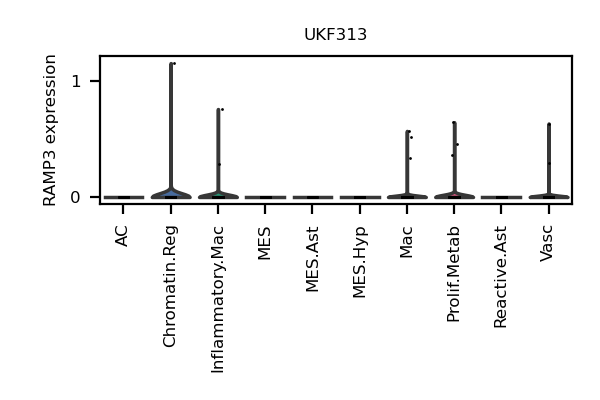 UKF313
RAMP3 expression
1
0
AC
Chromatin.Reg
Inflammatory.Mac
MES
MES.Ast
MES.Hyp
Mac
Prolif.Metab
Reactive.Ast
Vasc